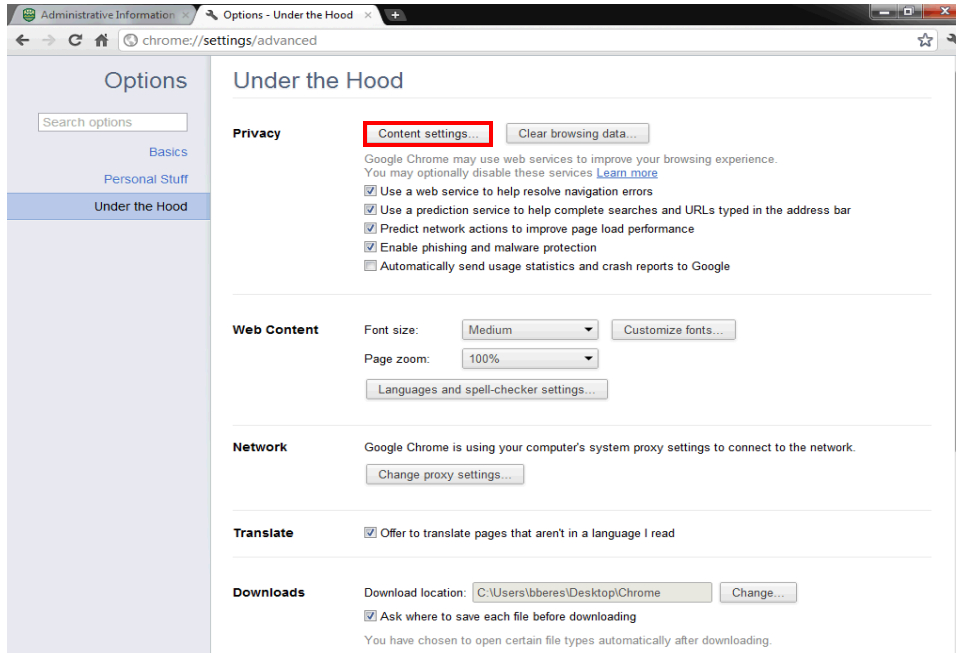 Administrative Information
Options - Under the Hood
chrome://settings/advanced
Options
Search options
Basics
Personal Stuff
Under the Hood
Under the Hood
Privacy
Content settings...
Clear browsing data...
Google Chrome may use web services to improve your browsing experience.
You may optionally disable these services Learn more
Use a web service to help resolve navigation errors
Use a prediction service to help complete searches and URLs typed in the address bar
Predict network actions to improve page load performance
Enable phishing and malware protection
Automatically send usage statistics and crash reports to Google
Web Content
Font size:
Medium
Customize fonts...
Page zoom:
100%
Languages and spell-checker settings...
Network
Google Chrome is using your computer's system proxy settings to connect to the network.
Change proxy settings...
Translate
Offer to translate pages that aren't in a language I read
Downloads
Download location:
C:\Users\bberes\Desktop\Chrome
Change...
Ask where to save each file before downloading
You have chosen to open certain file types automatically after downloading.